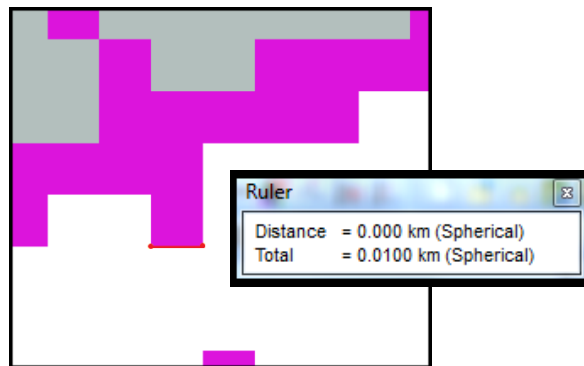 Ruler
Distance = 0.000 km (Spherical)
Total = 0.0100 km (Spherical)